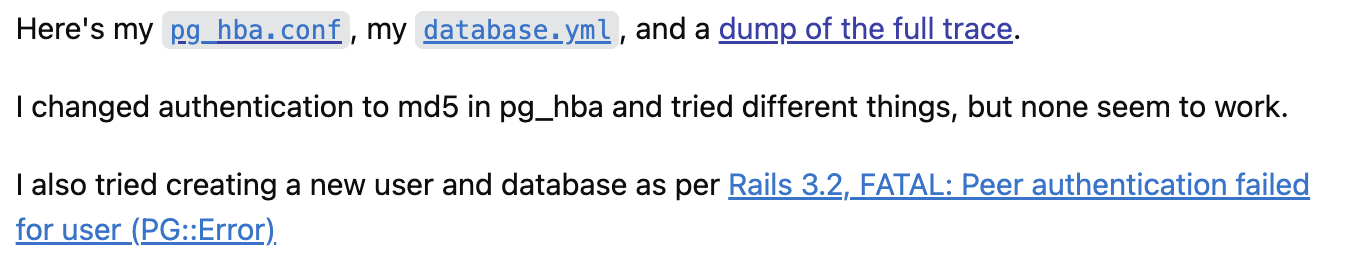 Here's my pg_hba.conf, my database.yml, and a dump of the full trace.
I changed authentication to md5 in pg_hba and tried different things, but none seem to work.
I also tried creating a new user and database as per Rails 3.2, FATAL: Peer authentication failed
for user (PG::Error)